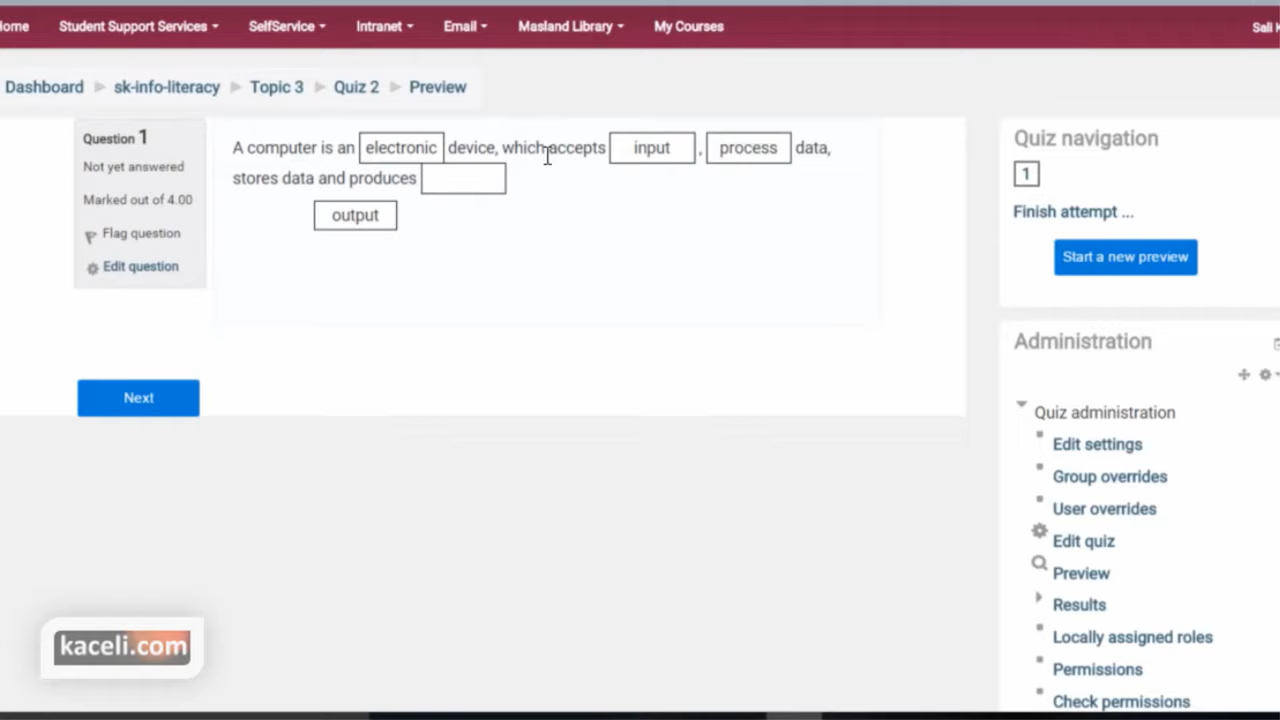 Home Student Support Services SelfService Intranet Email Masland Library My Courses Sali
Dashboard sk-info-literacy Topic 3 Quiz 2 Preview
Question 1
Not yet answered
Marked out of 4.00
Flag question
Edit question
A computer is an electronic device, which accepts input , process data,
stores data and produces
output
Next
Quiz navigation
1
Finish attempt ...
Start a new preview
Administration
Quiz administration
Edit settings
Group overrides
User overrides
Edit quiz
Preview
Results
Locally assigned roles
Permissions
Check permissions
kaceli.com